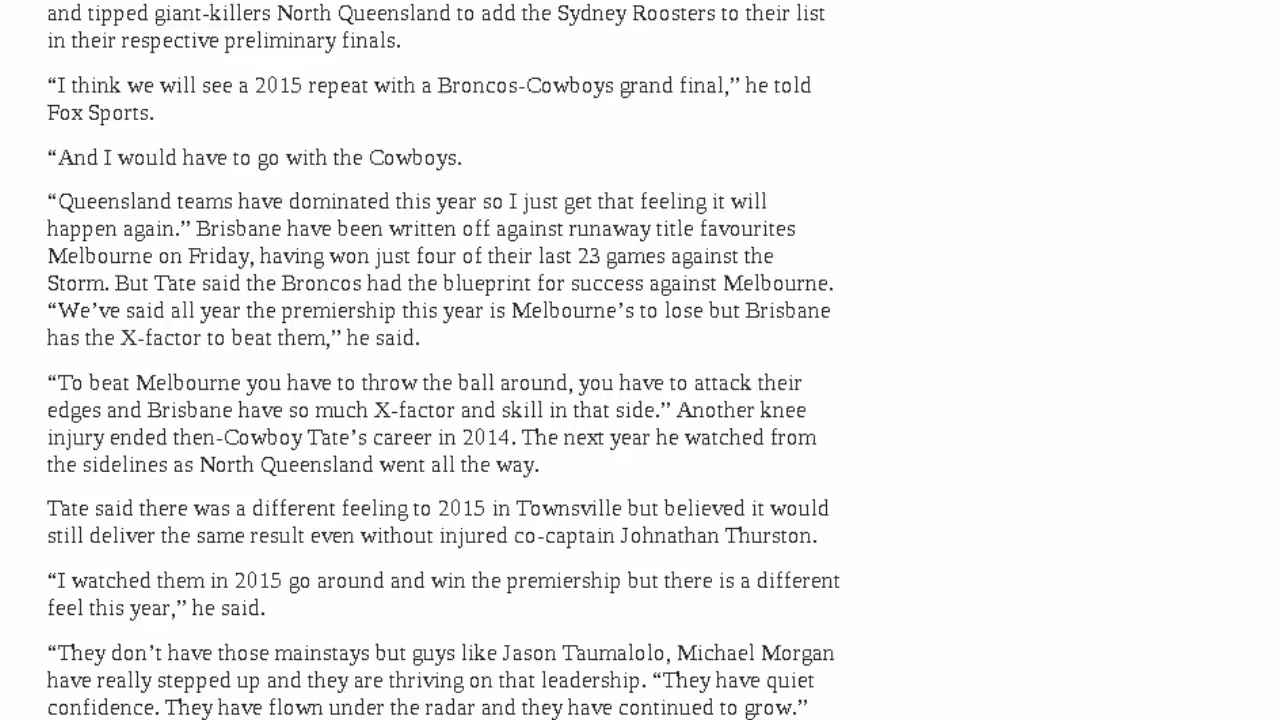 and tipped giant-killers North Queensland to add the Sydney Roosters to their list
in their respective preliminary finals.
“I think we will see a 2015 repeat with a Broncos-Cowboys grand final,” he told
Fox Sports.
“And I would have to go with the Cowboys.
“Queensland teams have dominated this year so I just get that feeling it will
happen again.” Brisbane have been written off against runaway title favourites
Melbourne on Friday, having won just four of their last 23 games against the
Storm. But Tate said the Broncos had the blueprint for success against Melbourne.
“We’ve said all year the premiership this year is Melbourne’s to lose but Brisbane
has the X-factor to beat them,” he said.
“To beat Melbourne you have to throw the ball around, you have to attack their
edges and Brisbane have so much X-factor and skill in that side.” Another knee
injury ended then-Cowboy Tate’s career in 2014. The next year he watched from
the sidelines as North Queensland went all the way.
Tate said there was a different feeling to 2015 in Townsville but believed it would
still deliver the same result even without injured co-captain Johnathan Thurston.
“I watched them in 2015 go around and win the premiership but there is a different
feel this year,” he said.
“They don’t have those mainstays but guys like Jason Taumalolo, Michael Morgan
have really stepped up and they are thriving on that leadership. “They have quiet
confidence. They have flown under the radar and they have continued to grow.”